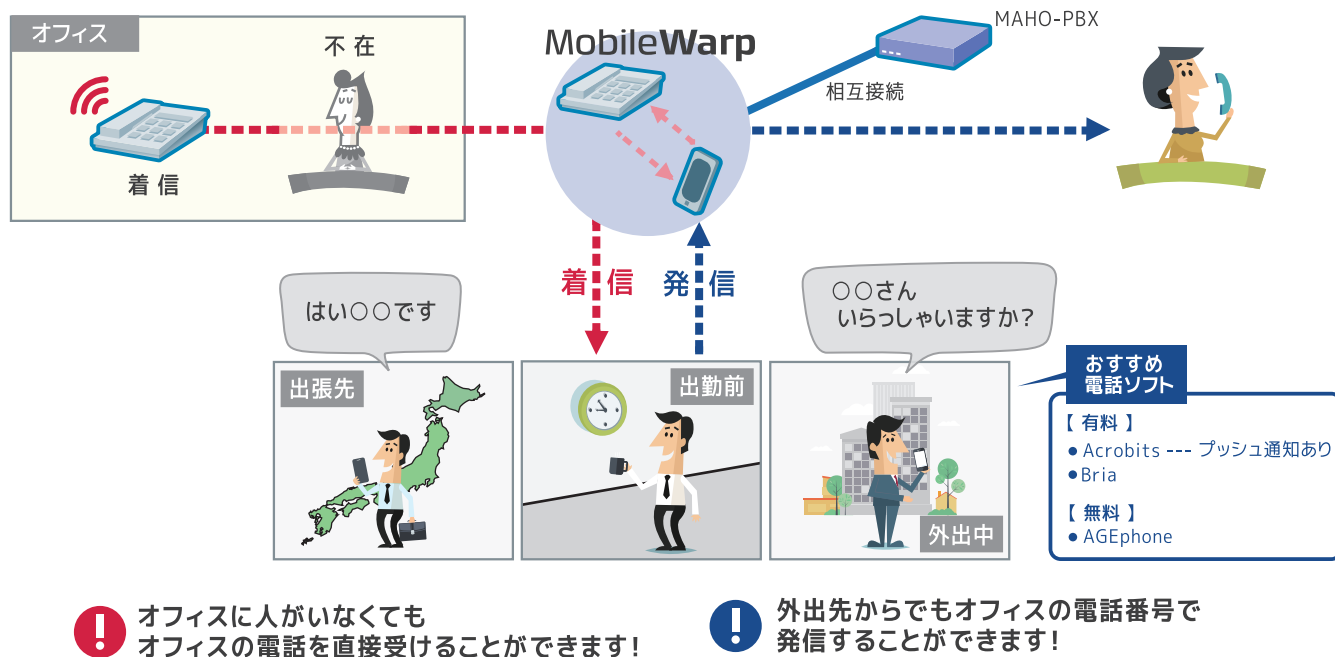 オフィス
不在
着信
MobileWarp
MAHO-PBX
相互接続
着信
発信
はい〇〇です
〇〇さん
いらっしゃいますか?
出張先
出勤前
外出中
おすすめ
電話ソフト
【 有料 】
● Acrobits --- プッシュ通知あり
● Bria
【 無料 】
● AGEphone
オフィスに人がいなくても
オフィスの電話を直接受けることができます!
外出先からでもオフィスの電話番号で
発信することができます!